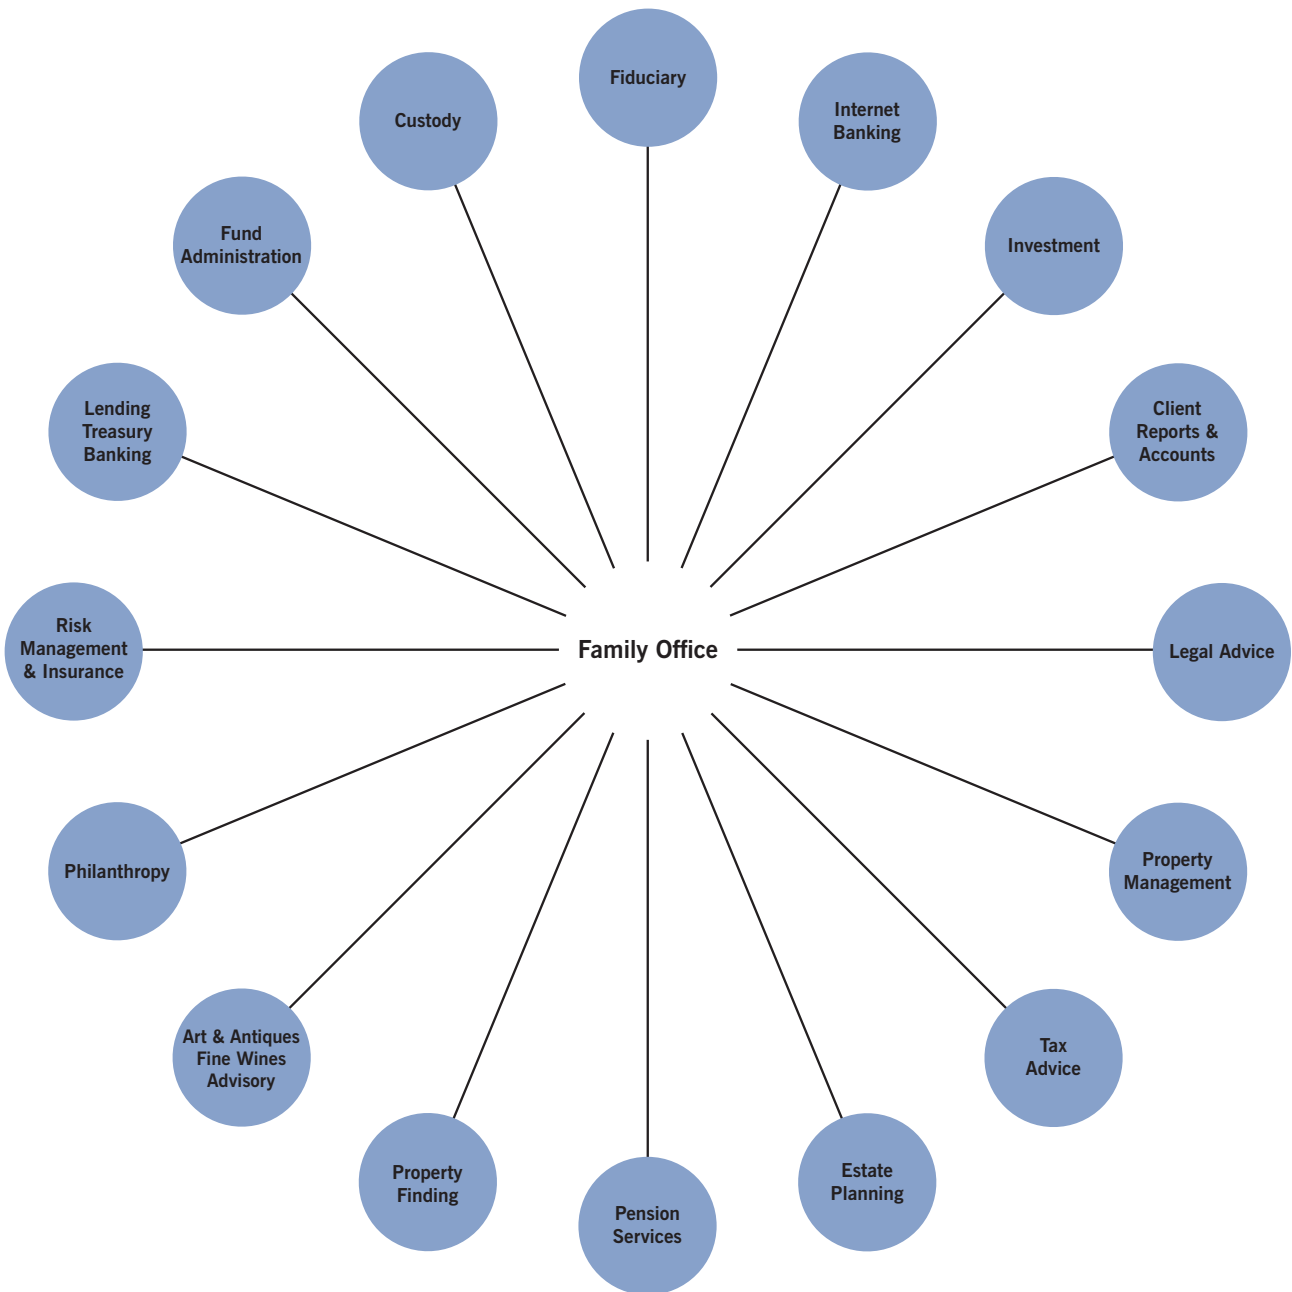 Fiduciary
Internet
Banking
Investment
Client
Reports &
Accounts
Legal Advice
Property
Management
Tax
Advice
Estate
Planning
Pension
Services
Property
Finding
Art & Antiques
Fine Wines
Advisory
Philanthropy
Risk
Management
& Insurance
Lending
Treasury
Banking
Fund
Administration
Custody
Family Office